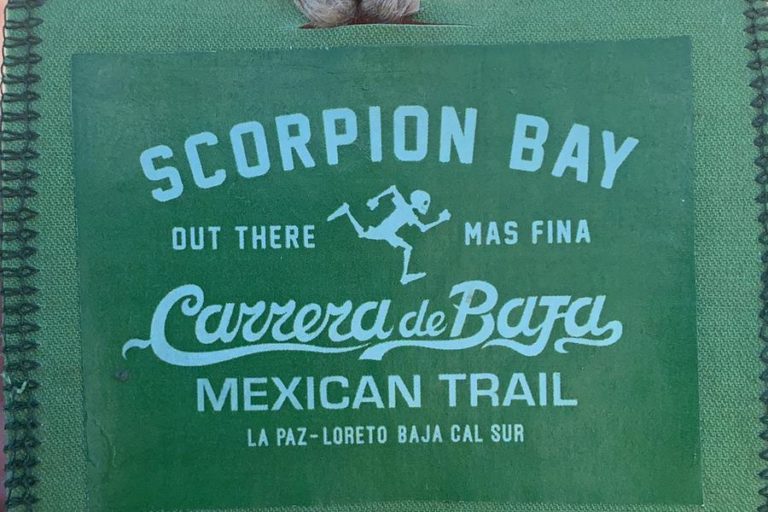 SCORPION BAY
OUT THERE MAS FINA
Carrera de Baja
MEXICAN TRAIL
LA PAZ-LORETO BAJA CAL SUR